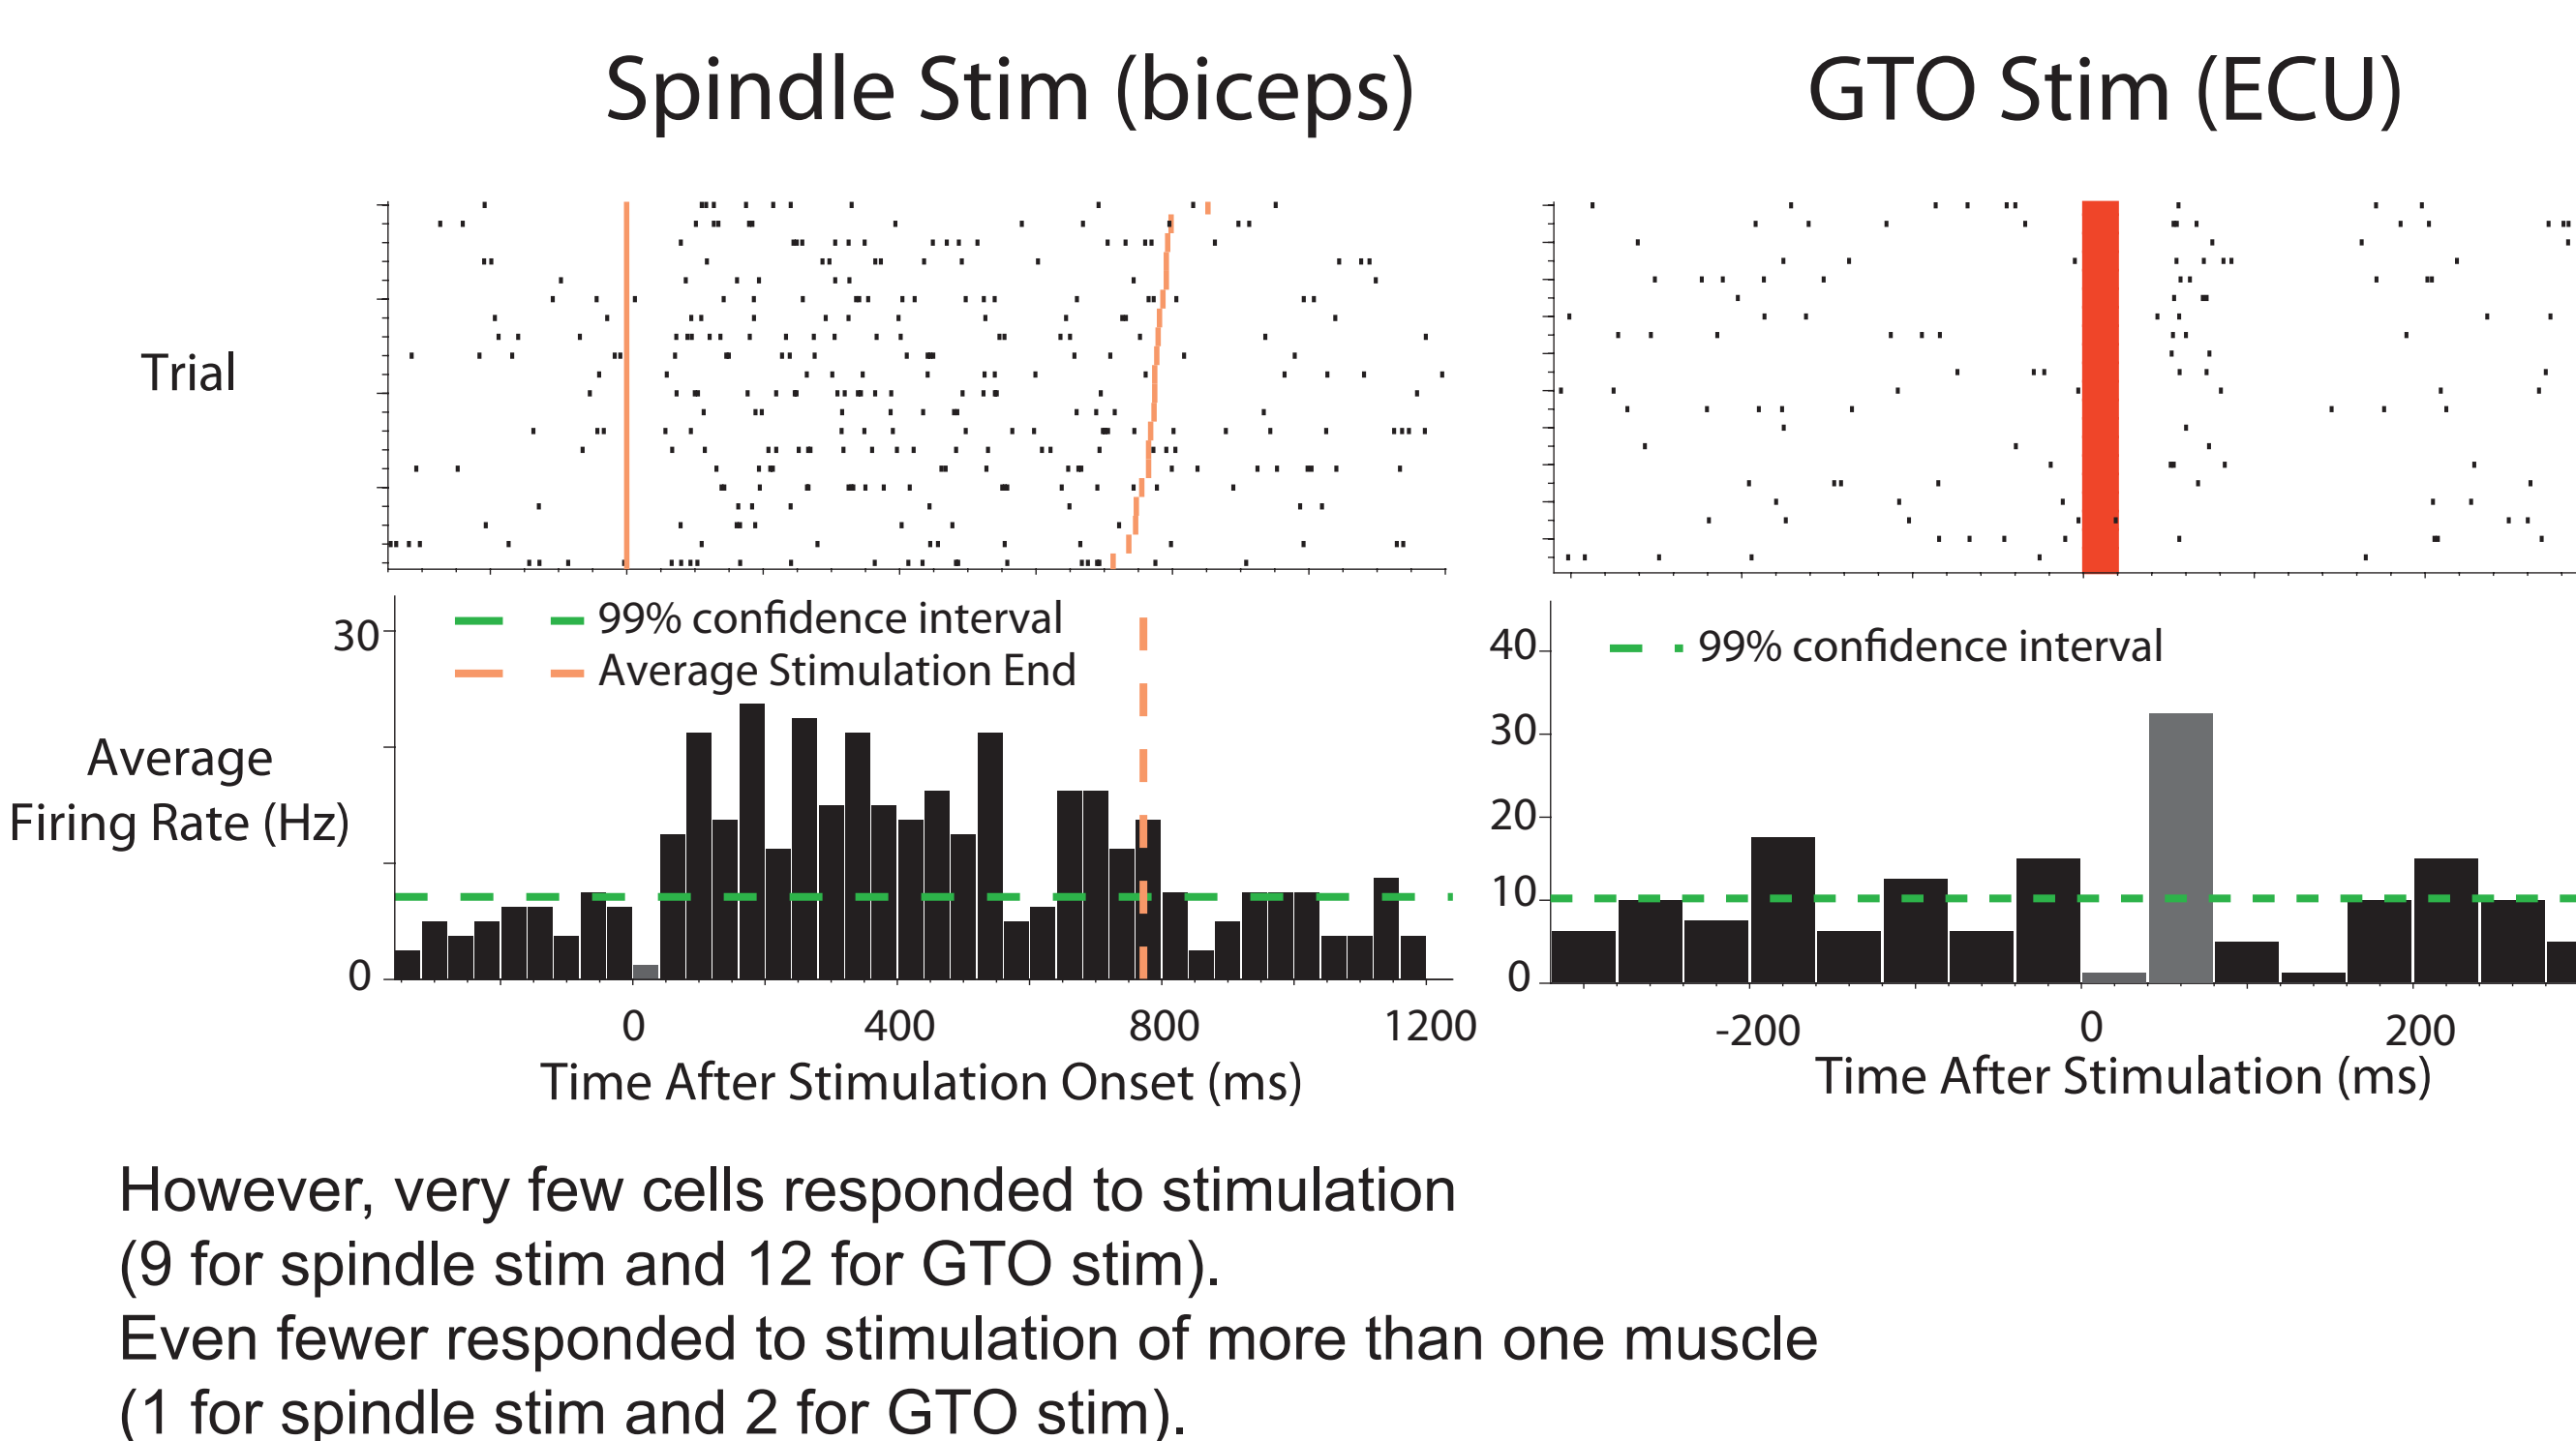 Spindle Stim (biceps)
GTO Stim (ECU)
Trial
30
99% confidence interval
Average Stimulation End
Average
Firing Rate (Hz)
0
0 400 800 1200
Time After Stimulation Onset (ms)
40
99% confidence interval
30
20
10
0
-200 0 200
Time After Stimulation (ms)
However, very few cells responded to stimulation
(9 for spindle stim and 12 for GTO stim).
Even fewer responded to stimulation of more than one muscle
(1 for spindle stim and 2 for GTO stim).